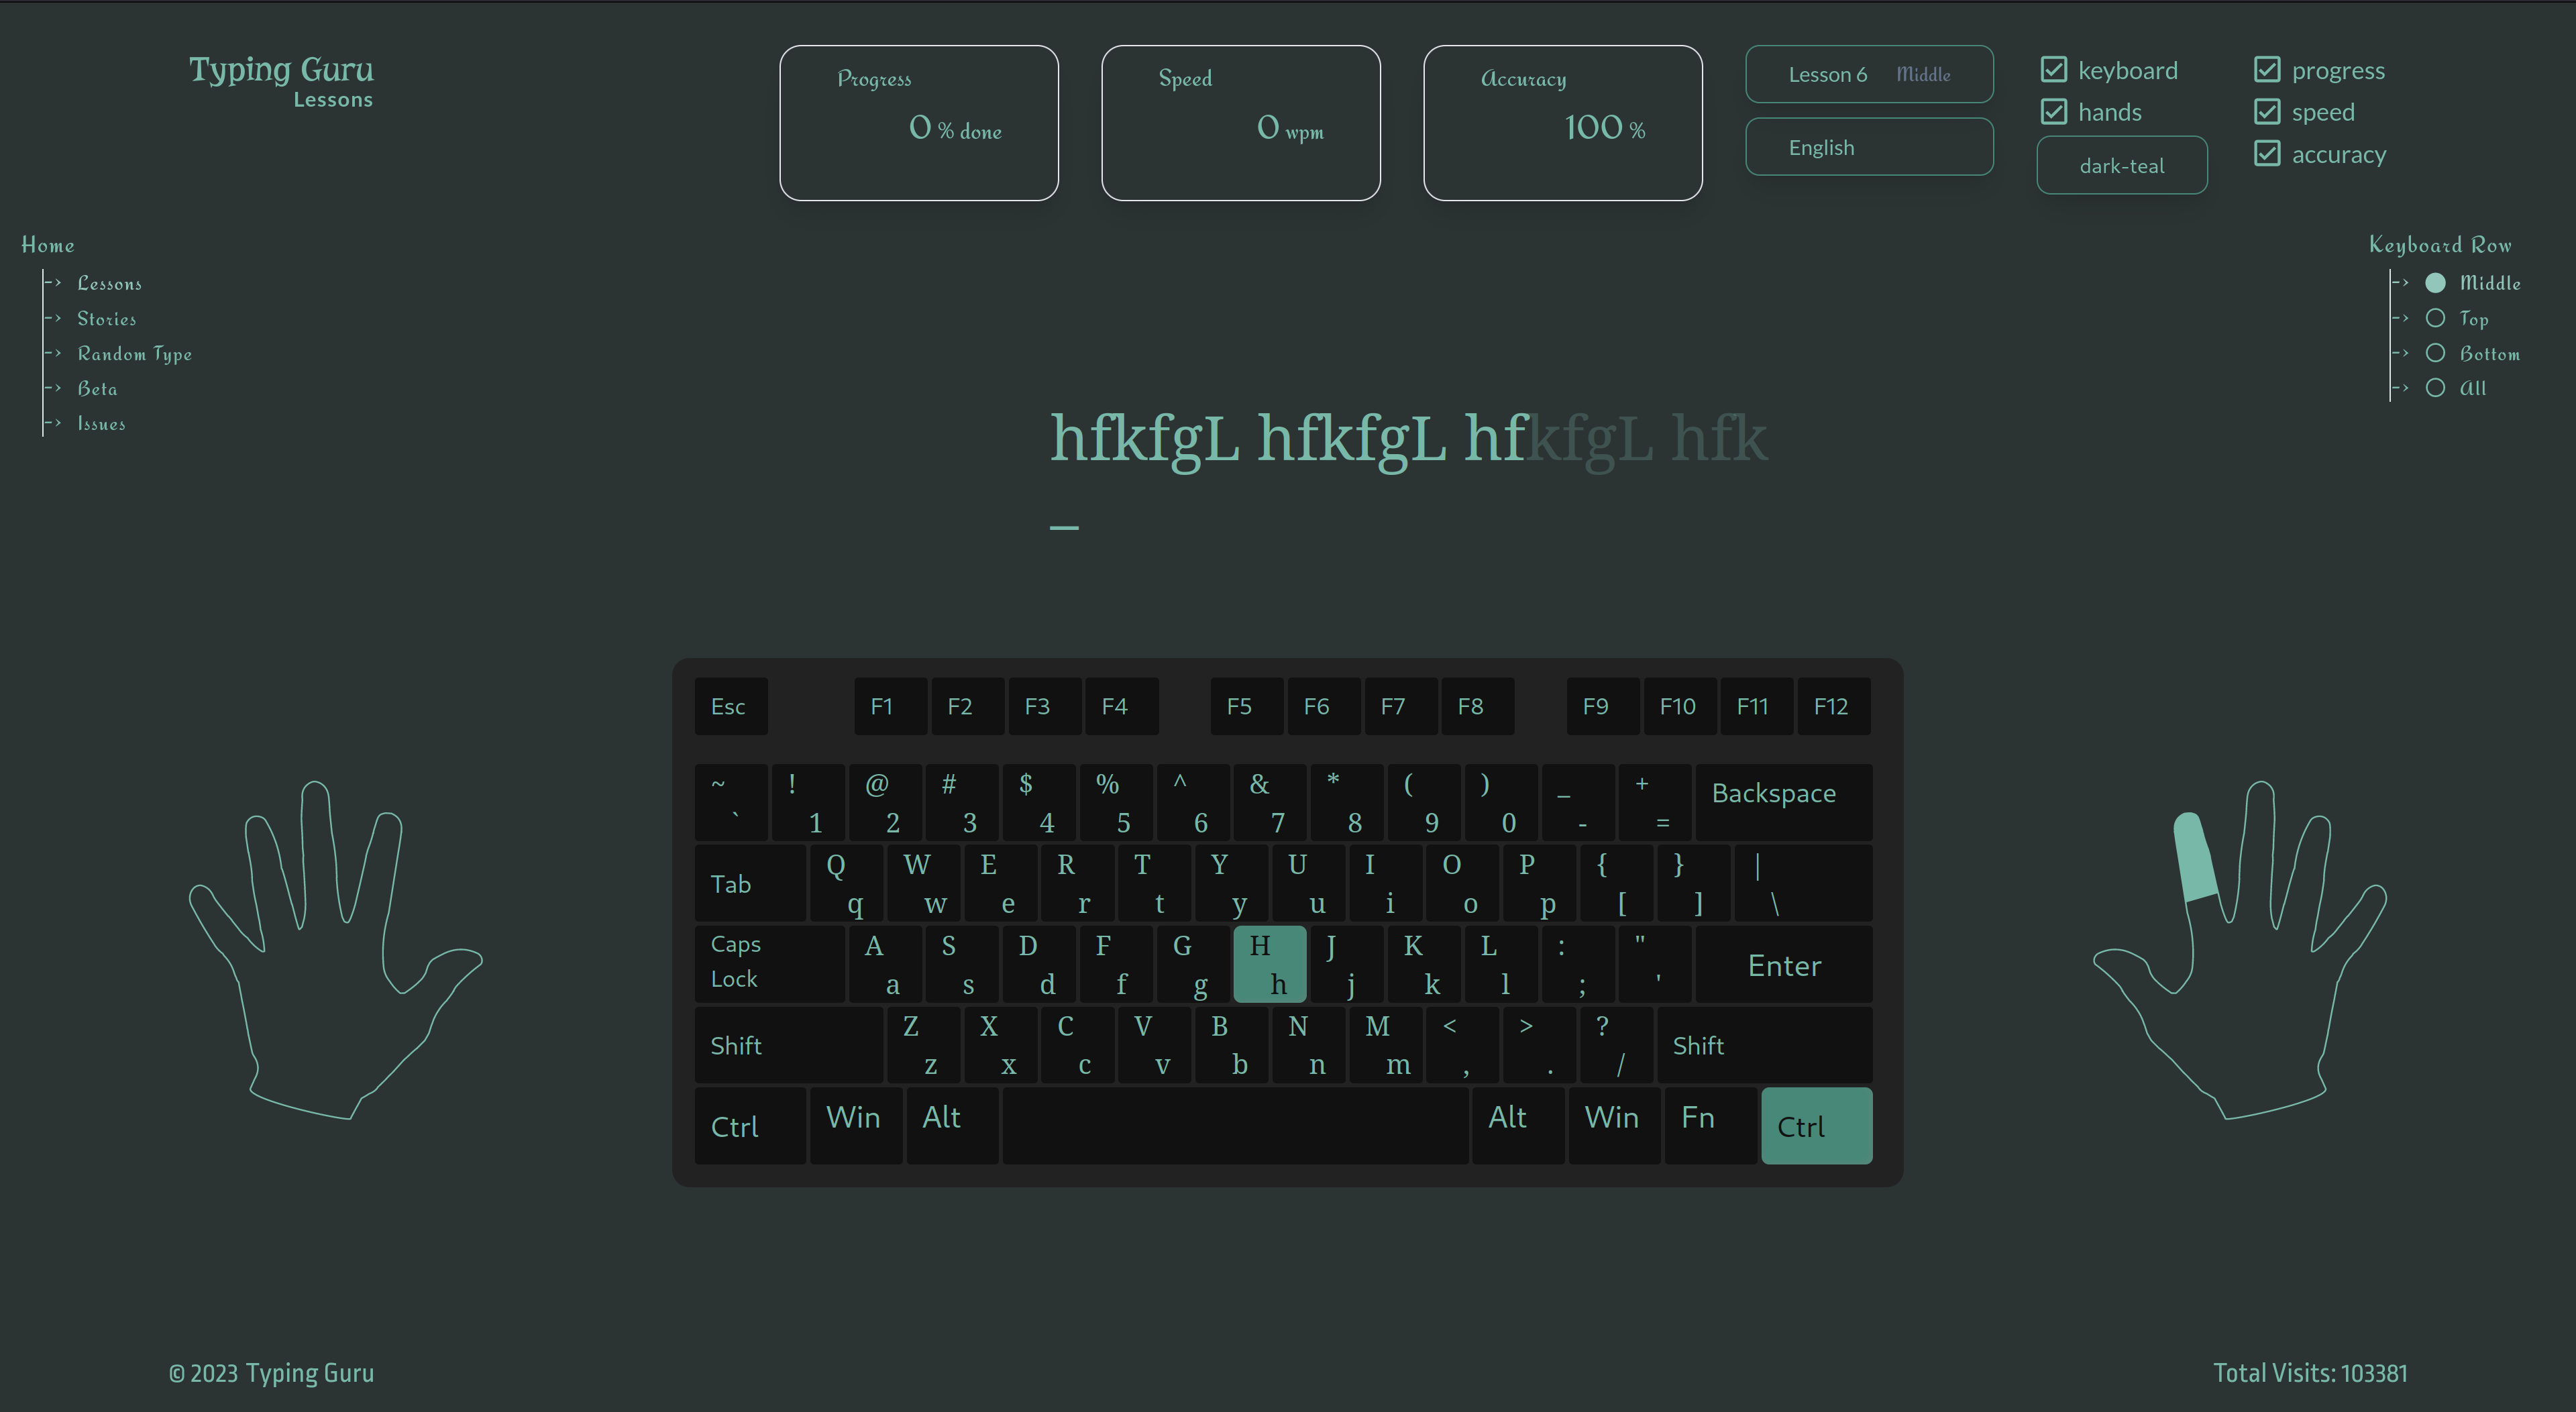 Typing Guru
Lessons
Progress
0 % done
Speed
0 wpm
Accuracy
100 %
Lesson 6 Middle
English
keyboard
hands
dark-teal
progress
speed
accuracy
Home
Lessons
Stories
Random Type
Beta
Issues
Keyboard Row
Middle
Top
Bottom
All
hfkfgL hfkfgL hfkfgL hfk
_
Esc F1 F2 F3 F4 F5 F6 F7 F8 F9 F10 F11 F12
~ ! @ # $ % ^ & * ( ) _ + Backspace
` 1 2 3 4 5 6 7 8 9 0 - =
Tab Q W E R T Y U I O P { } |
q w e r t y u i o p [ ] \
Caps Lock A S D F G H J K L : " Enter
a s d f g h j k l ; '
Shift Z X C V B N M < > ? Shift
z x c v b n m , . /
Ctrl Win Alt Alt Win Fn Ctrl
© 2023 Typing Guru
Total Visits: 103381